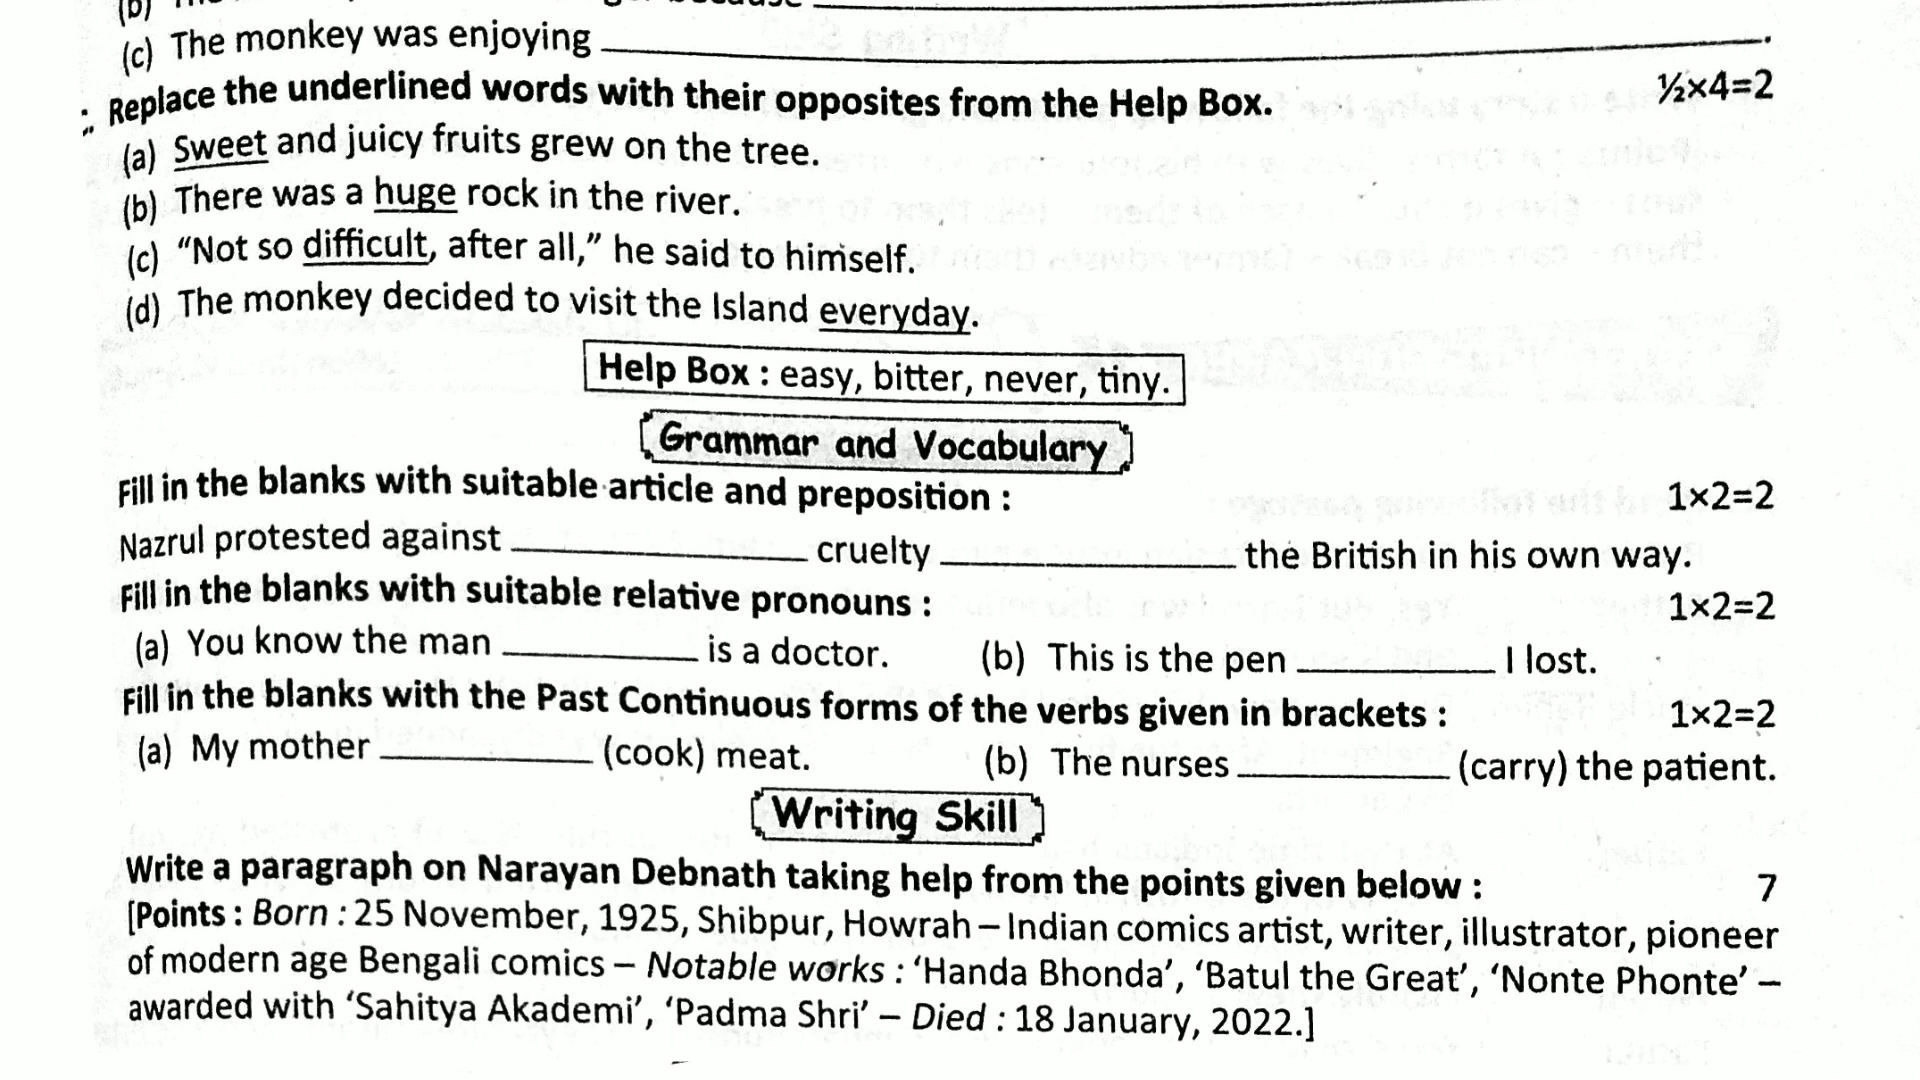 (b)
(c) The monkey was enjoying ____________.
Replace the underlined words with their opposites from the Help Box. ½×4=2
(a) Sweet and juicy fruits grew on the tree.
(b) There was a huge rock in the river.
(c) “Not so difficult, after all,” he said to himself.
(d) The monkey decided to visit the Island everyday.
Help Box : easy, bitter, never, tiny.
Grammar and Vocabulary
Fill in the blanks with suitable article and preposition : 1×2=2
Nazrul protested against ____________ cruelty ____________ the British in his own way.
Fill in the blanks with suitable relative pronouns : 1×2=2
(a) You know the man ____________ is a doctor. (b) This is the pen ____________ I lost.
Fill in the blanks with the Past Continuous forms of the verbs given in brackets : 1×2=2
(a) My mother ____________ (cook) meat. (b) The nurses ____________ (carry) the patient.
Writing Skill
Write a paragraph on Narayan Debnath taking help from the points given below : 7
[Points : Born : 25 November, 1925, Shibpur, Howrah – Indian comics artist, writer, illustrator, pioneer
of modern age Bengali comics – Notable works : ‘Handa Bhonda’, ‘Batul the Great’, ‘Nonte Phonte’ –
awarded with ‘Sahitya Akademi’, ‘Padma Shri’ – Died : 18 January, 2022.]